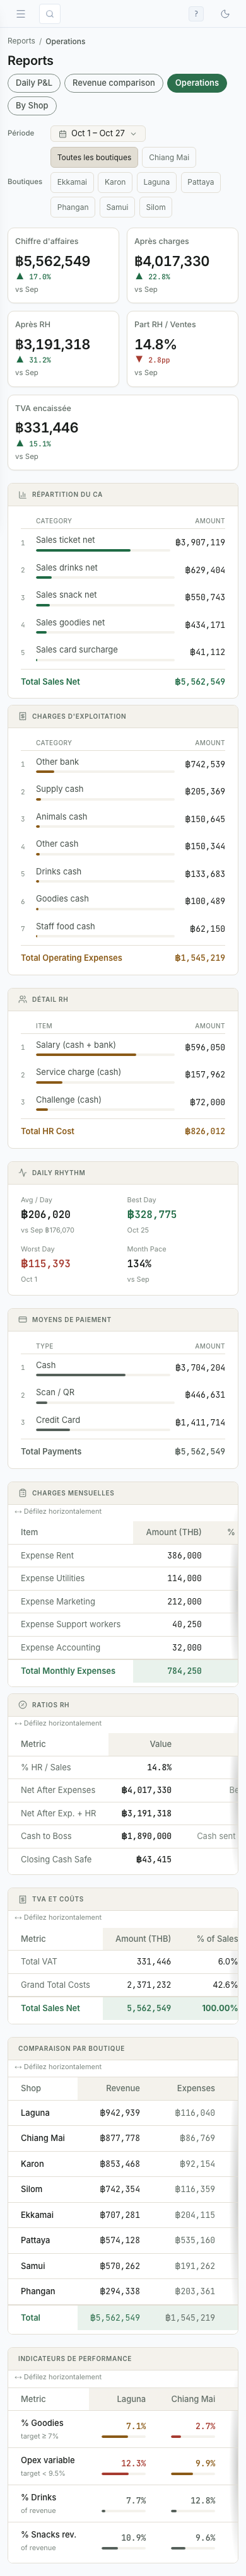 ?
Reports / Operations
Reports
Daily P&L
Revenue comparison
Operations
By Shop
Période
Oct 1 – Oct 27
Boutiques
Toutes les boutiques
Chiang Mai
Ekkamai
Karon
Laguna
Pattaya
Phangan
Samui
Silom
Chiffre d'affaires
฿5,562,549
▲ 17.0%
vs Sep
Après charges
฿4,017,330
▲ 22.8%
vs Sep
Après RH
฿3,191,318
▲ 31.2%
vs Sep
Part RH / Ventes
14.8%
▼ 2.8pp
vs Sep
TVA encaissée
฿331,446
▲ 15.1%
vs Sep
RÉPARTITION DU CA
CATEGORY AMOUNT
1 Sales ticket net ฿3,907,119
2 Sales drinks net ฿629,404
3 Sales snack net ฿550,743
4 Sales goodies net ฿434,171
5 Sales card surcharge ฿41,112
Total Sales Net ฿5,562,549
CHARGES D'EXPLOITATION
CATEGORY AMOUNT
1 Other bank ฿742,539
2 Supply cash ฿205,369
3 Animals cash ฿150,645
4 Other cash ฿150,344
5 Drinks cash ฿133,683
6 Goodies cash ฿100,489
7 Staff food cash ฿62,150
Total Operating Expenses ฿1,545,219
DÉTAIL RH
ITEM AMOUNT
1 Salary (cash + bank) ฿596,050
2 Service charge (cash) ฿157,962
3 Challenge (cash) ฿72,000
Total HR Cost ฿826,012
DAILY RHYTHM
Avg / Day
฿206,020
vs Sep ฿176,070
Best Day
฿328,775
Oct 25
Worst Day
฿115,393
Oct 1
Month Pace
134%
vs Sep
MOYENS DE PAIEMENT
TYPE AMOUNT
1 Cash ฿3,704,204
2 Scan / QR ฿446,631
3 Credit Card ฿1,411,714
Total Payments ฿5,562,549
CHARGES MENSUELLES
↔ Défilez horizontalement
Item Amount (THB) %
Expense Rent 386,000
Expense Utilities 114,000
Expense Marketing 212,000
Expense Support workers 40,250
Expense Accounting 32,000
Total Monthly Expenses 784,250
RATIOS RH
↔ Défilez horizontalement
Metric Value
% HR / Sales 14.8%
Net After Expenses ฿4,017,330 Be
Net After Exp. + HR ฿3,191,318
Cash to Boss ฿1,890,000 Cash sent
Closing Cash Safe ฿43,415
TVA ET COÛTS
↔ Défilez horizontalement
Metric Amount (THB) % of Sales
Total VAT 331,446 6.0%
Grand Total Costs 2,371,232 42.6%
Total Sales Net 5,562,549 100.00%
COMPARAISON PAR BOUTIQUE
↔ Défilez horizontalement
Shop Revenue Expenses
Laguna ฿942,939 ฿116,040
Chiang Mai ฿877,778 ฿86,769
Karon ฿853,468 ฿92,154
Silom ฿742,354 ฿116,359
Ekkamai ฿707,281 ฿204,115
Pattaya ฿574,128 ฿535,160
Samui ฿570,262 ฿191,262
Phangan ฿294,338 ฿203,361
Total ฿5,562,549 ฿1,545,219
INDICATEURS DE PERFORMANCE
↔ Défilez horizontalement
Metric Laguna Chiang Mai
% Goodies 7.1% 2.7%
target ≥ 7%
Opex variable 12.3% 9.9%
target < 9.5%
% Drinks 7.7% 12.8%
of revenue
% Snacks rev. 10.9% 9.6%
of revenue